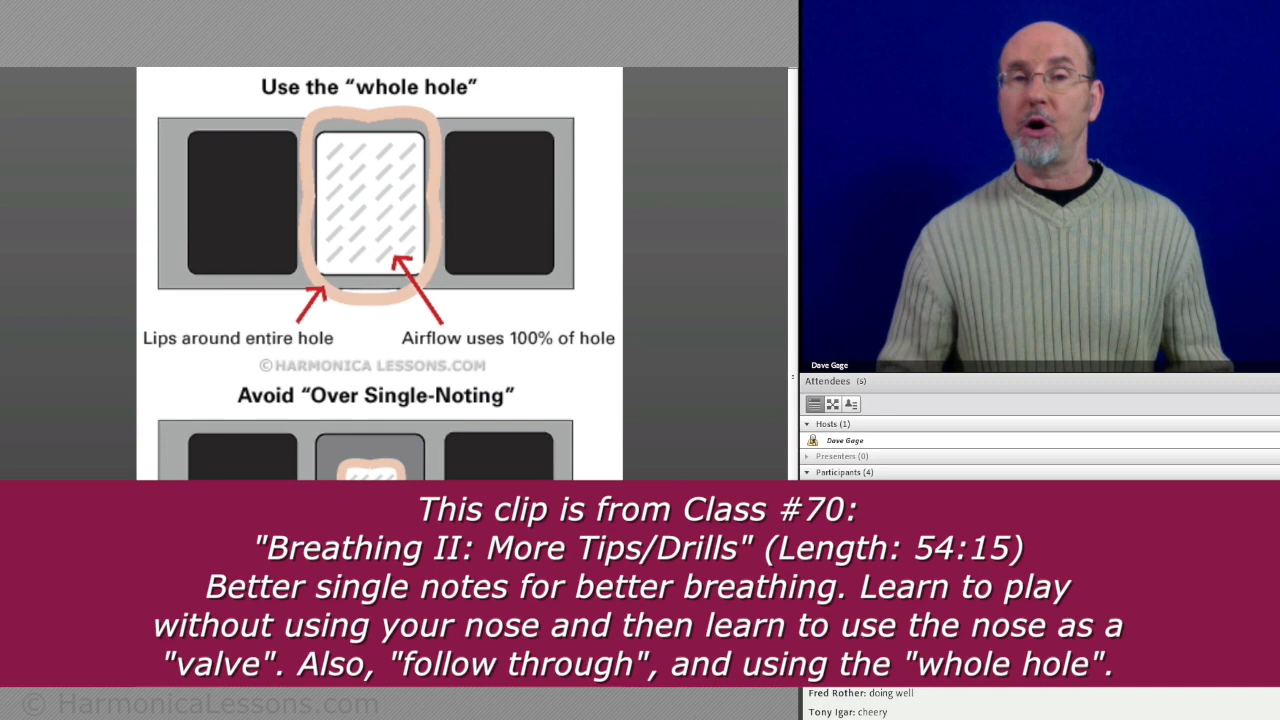 Use the “whole hole”
Lips around entire hole
Airflow uses 100% of hole
©HARMONICA LESSONS.COM
Avoid “Over Single-Noting”
Dave Gage
Attendees (5)
Hosts (1)
Dave Gage
Presenters (0)
Participants (4)
This clip is from Class #70:
"Breathing II: More Tips/Drills" (Length: 54:15)
Better single notes for better breathing. Learn to play
without using your nose and then learn to use the nose as a
"valve". Also, "follow through", and using the "whole hole".
© HarmonicaLessons.com
Fred Rother: doing well
Tony Igar: cheery